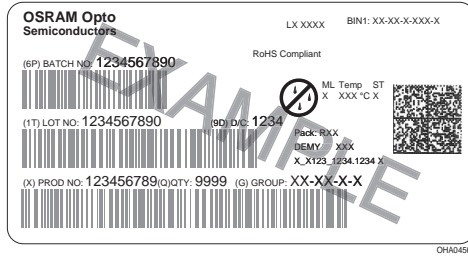 OSRAM Opto
Semiconductors
LX XXXX
BIN1: XX-XX-X-XXX-X
RoHS Compliant
(6P) BATCH NO: 1234567890
ML Temp ST
X XXX °C X
(1T) LOT NO: 1234567890 (9D) D/C: 1234
Pack: RXX
DEMY XXX
X_X123_1234.1234 X
(X) PROD NO: 123456789(Q)QTY: 9999 (G) GROUP: XX-XX-X-X
EXAMPLE